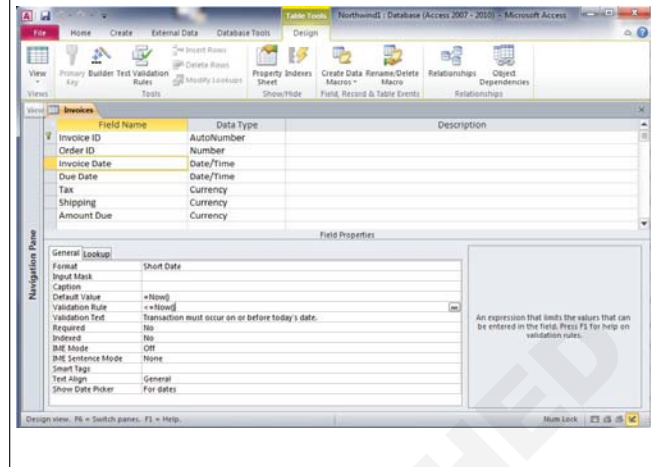 A Table Tools Northwind1 : Database (Access 2007 - 2010) - Microsoft Access
File Home Create External Data Database Tools Design
View Primary Key Builder Test Validation Rules Insert Rows Delete Rows Modify Lookups Property Sheet Indexes Create Data Macros Rename/Delete Macro Relationships Object Dependencies
Views Tools Show/Hide Field, Record & Table Events Relationships
Invoices
Field Name Data Type Description
Invoice ID AutoNumber
Order ID Number
Invoice Date Date/Time
Due Date Date/Time
Tax Currency
Shipping Currency
Amount Due Currency
Navigation Pane
Field Properties
General Lookup
Format Short Date
Input Mask
Caption
Default Value =Now()
Validation Rule <=Now()
Validation Text Transaction must occur on or before today's date.
Required No
Indexed No
IME Mode Off
IME Sentence Mode None
Smart Tags
Text Align General
Show Date Picker For dates
An expression that limits the values that can
be entered in the field. Press F1 for help on
validation rules.
Design view. F6 = Switch panes. F1 = Help. Num Lock